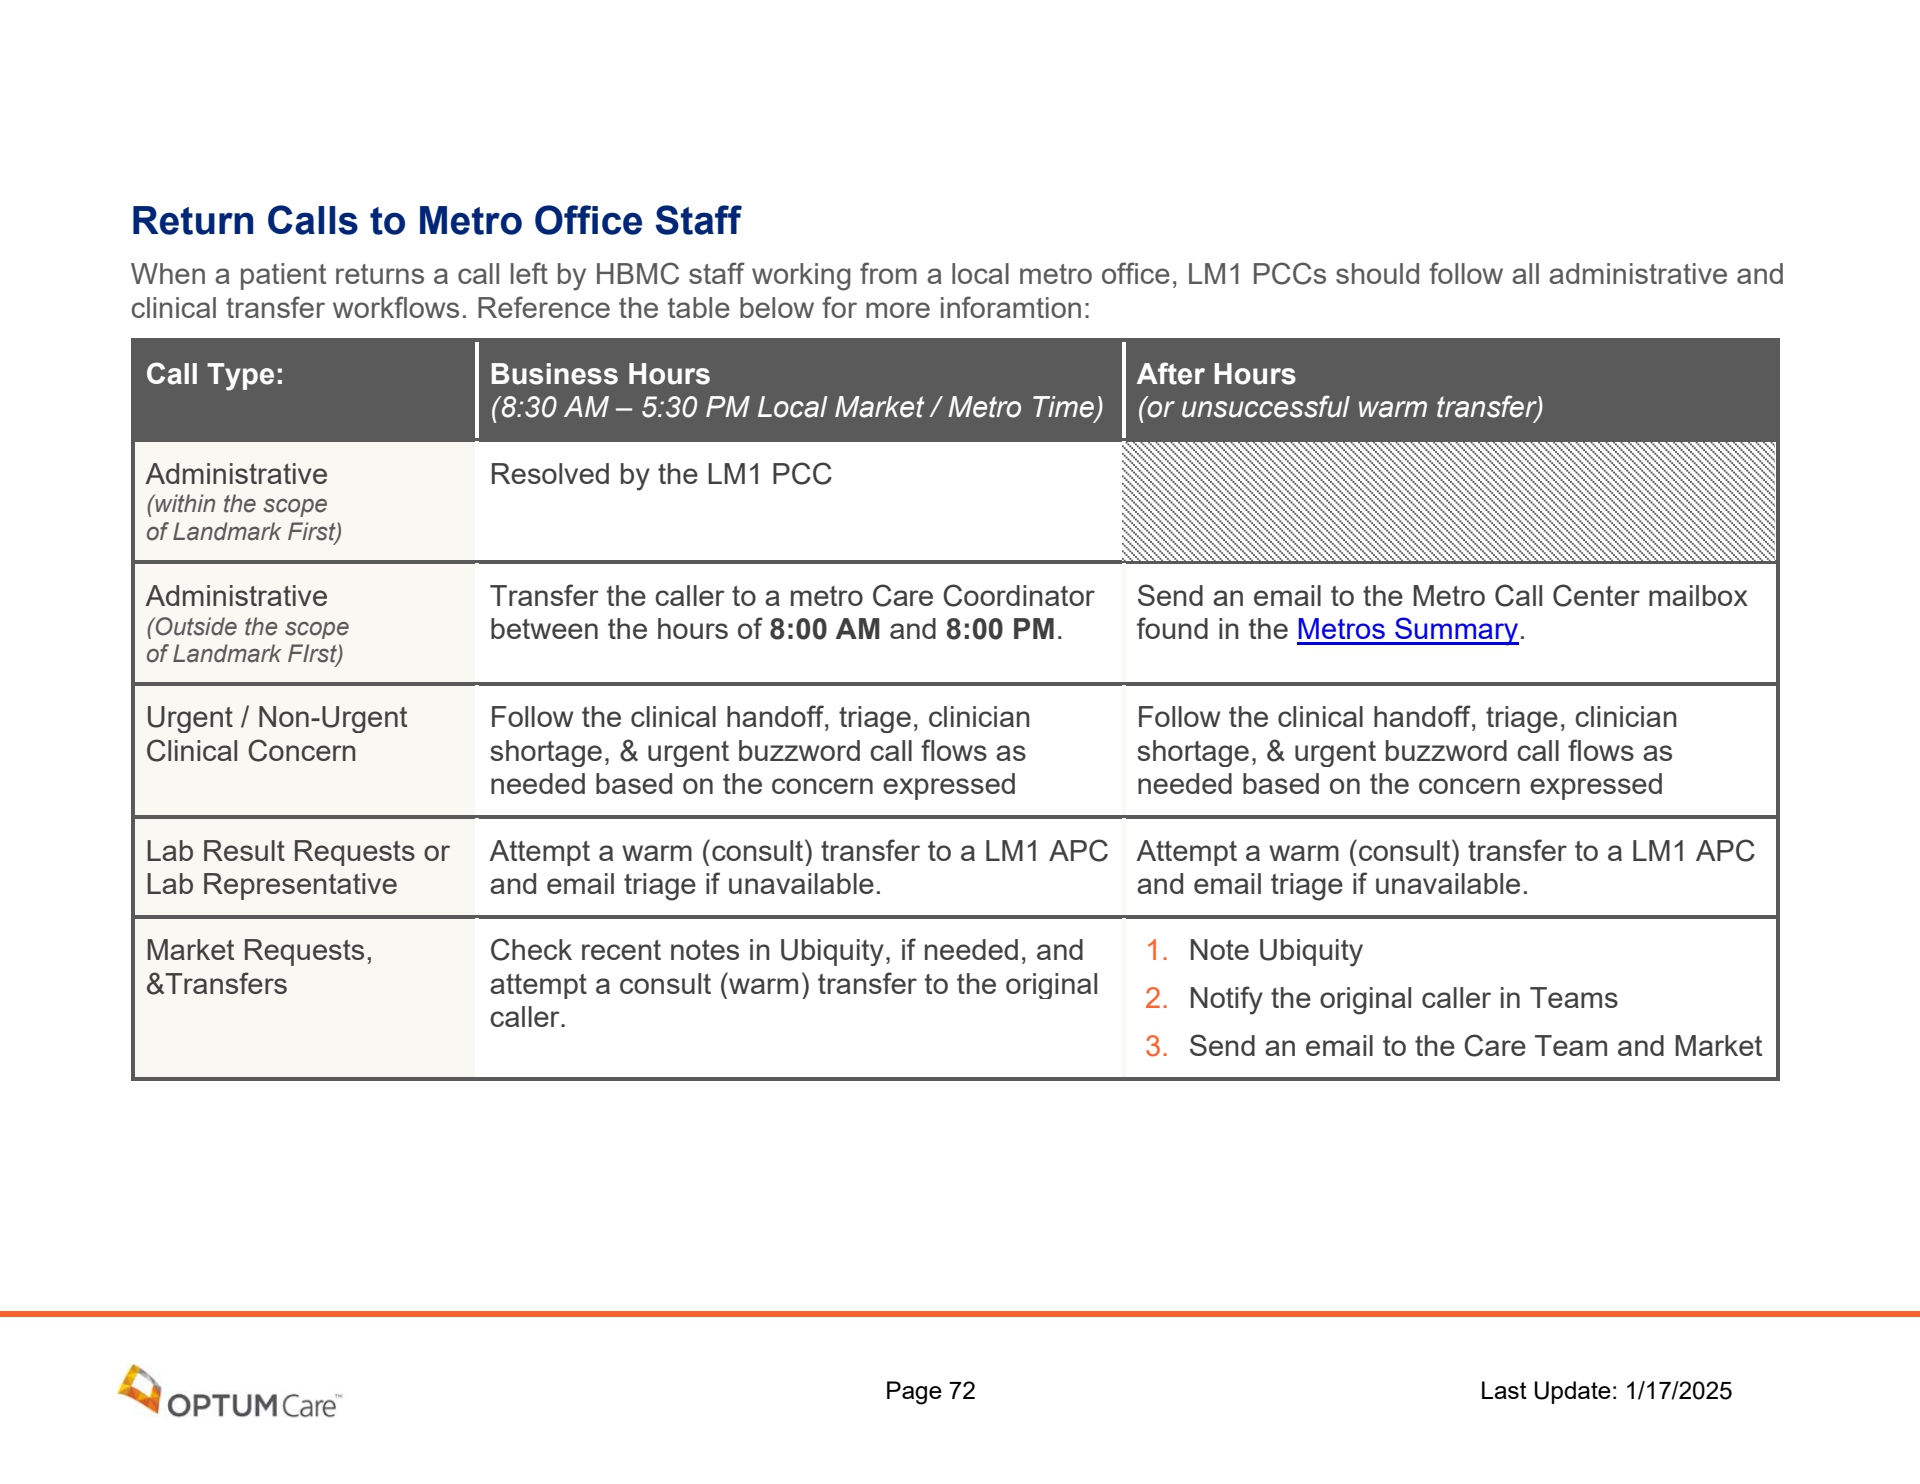 Return Calls to Metro Office Staff
When a patient returns a call left by HBMC staff working from a local metro office, LM1 PCCs should follow all administrative and
clinical transfer workflows. Reference the table below for more inforamtion:
Call Type:
Business Hours
(8:30 AM – 5:30 PM Local Market / Metro Time)
After Hours
(or unsuccessful warm transfer)
Administrative
(within the scope
of Landmark First)
Resolved by the LM1 PCC
Administrative
(Outside the scope
of Landmark FIrst)
Transfer the caller to a metro Care Coordinator
between the hours of 8:00 AM and 8:00 PM.
Send an email to the Metro Call Center mailbox
found in the Metros Summary.
Urgent / Non-Urgent
Clinical Concern
Follow the clinical handoff, triage, clinician
shortage, & urgent buzzword call flows as
needed based on the concern expressed
Follow the clinical handoff, triage, clinician
shortage, & urgent buzzword call flows as
needed based on the concern expressed
Lab Result Requests or
Lab Representative
Attempt a warm (consult) transfer to a LM1 APC
and email triage if unavailable.
Attempt a warm (consult) transfer to a LM1 APC
and email triage if unavailable.
Market Requests,
&Transfers
Check recent notes in Ubiquity, if needed, and
attempt a consult (warm) transfer to the original
caller.
1. Note Ubiquity
2. Notify the original caller in Teams
3. Send an email to the Care Team and Market
OPTUMCare™
Page 72
Last Update: 1/17/2025